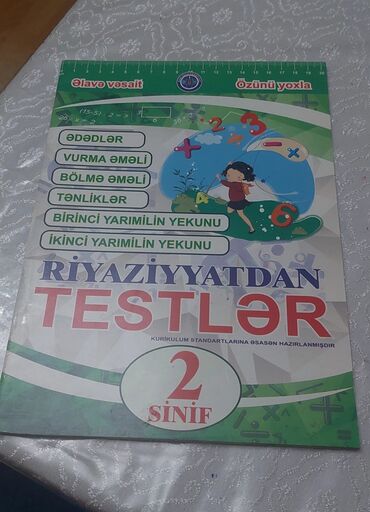 Əlavə vəsait
Özünü yoxla
ƏDƏDLƏR
VURMA ƏMƏLİ
BÖLMƏ ƏMƏLİ
TƏNLİKLƏR
BİRİNCİ YARIMİLİN YEKUNU
İKİNCİ YARIMİLİN YEKUNU
RİYAZİYYATDAN
TESTLƏR
KURİKULUM STANDARTLARINA ƏSASƏN HAZIRLANMIŞDIR
2
SİNİF